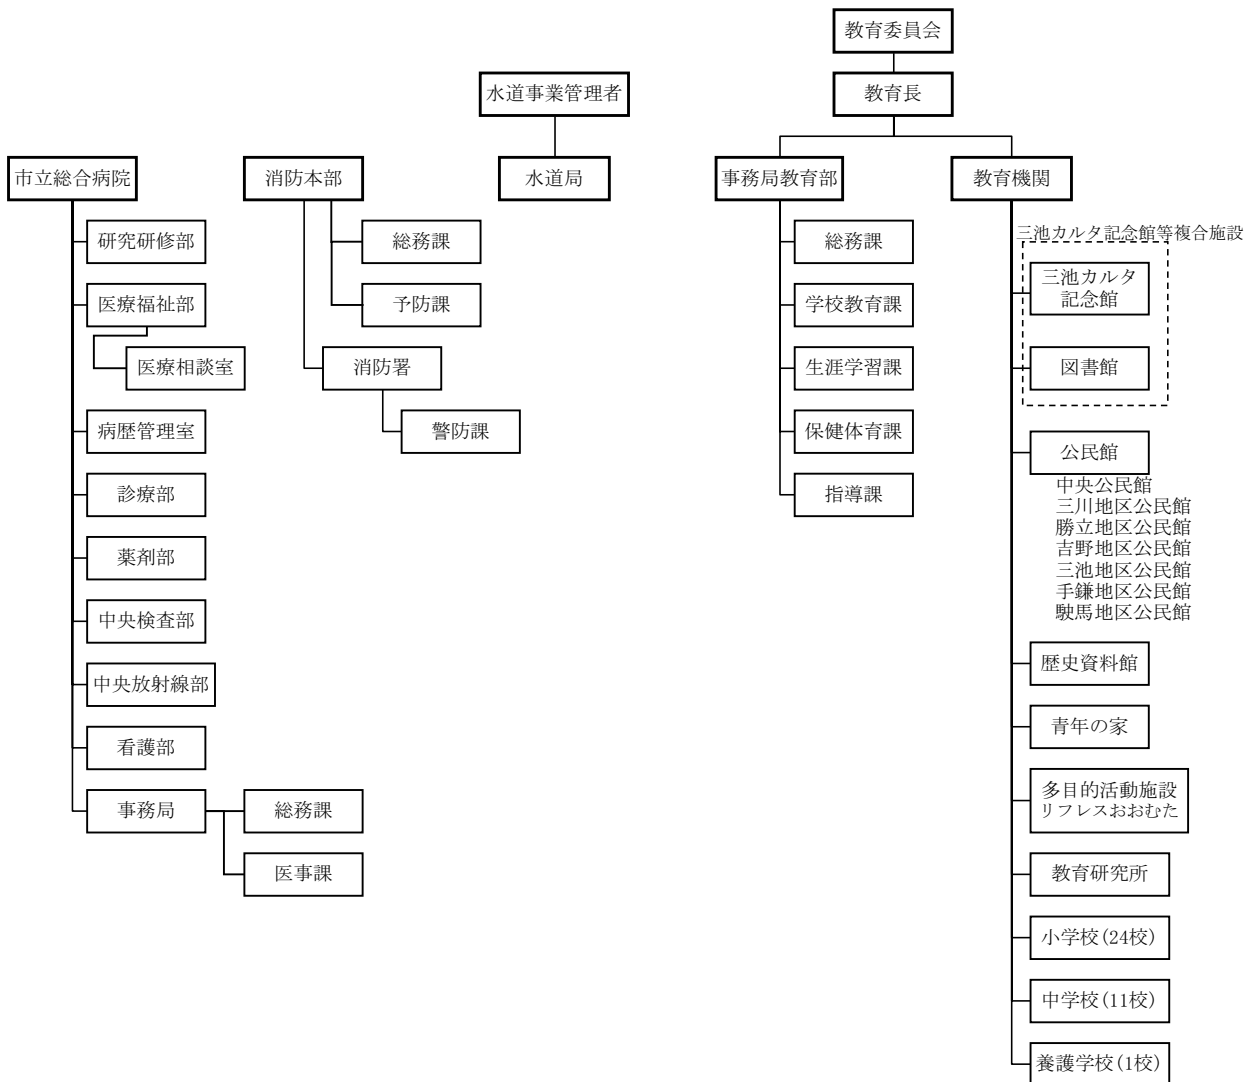 教育委員会
教育長
水道事業管理者
水道局
市立総合病院
研究研修部
医療福祉部
医療相談室
病歴管理室
診療部
薬剤部
中央検査部
中央放射線部
看護部
事務局
総務課
医事課
消防本部
総務課
予防課
消防署
警防課
事務局教育部
総務課
学校教育課
生涯学習課
保健体育課
指導課
教育機関
三池カルタ記念館等複合施設
三池カルタ
記念館
図書館
公民館
中央公民館
三川地区公民館
勝立地区公民館
吉野地区公民館
三池地区公民館
手鎌地区公民館
駛馬地区公民館
歴史資料館
青年の家
多目的活動施設
リフレスおおむた
教育研究所
小学校(24校)
中学校(11校)
養護学校(1校)